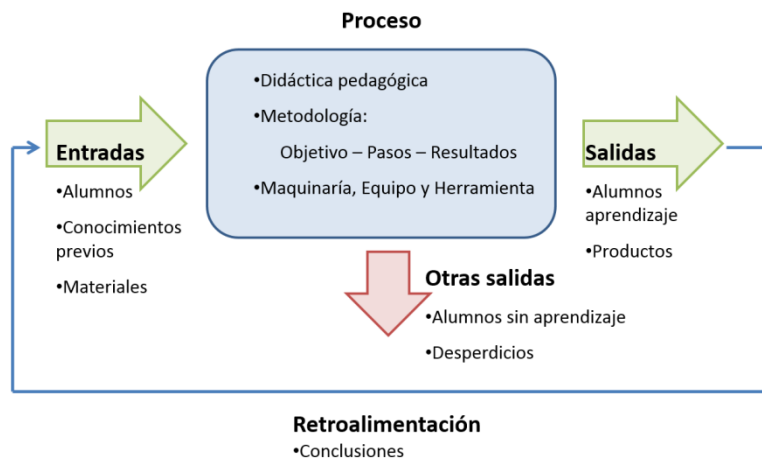 Proceso
•Didáctica pedagógica
•Metodología:
Objetivo – Pasos – Resultados
•Maquinaría, Equipo y Herramienta
Entradas
•Alumnos
•Conocimientos
previos
•Materiales
Salidas
•Alumnos
aprendizaje
•Productos
Otras salidas
•Alumnos sin aprendizaje
•Desperdicios
Retroalimentación
•Conclusiones